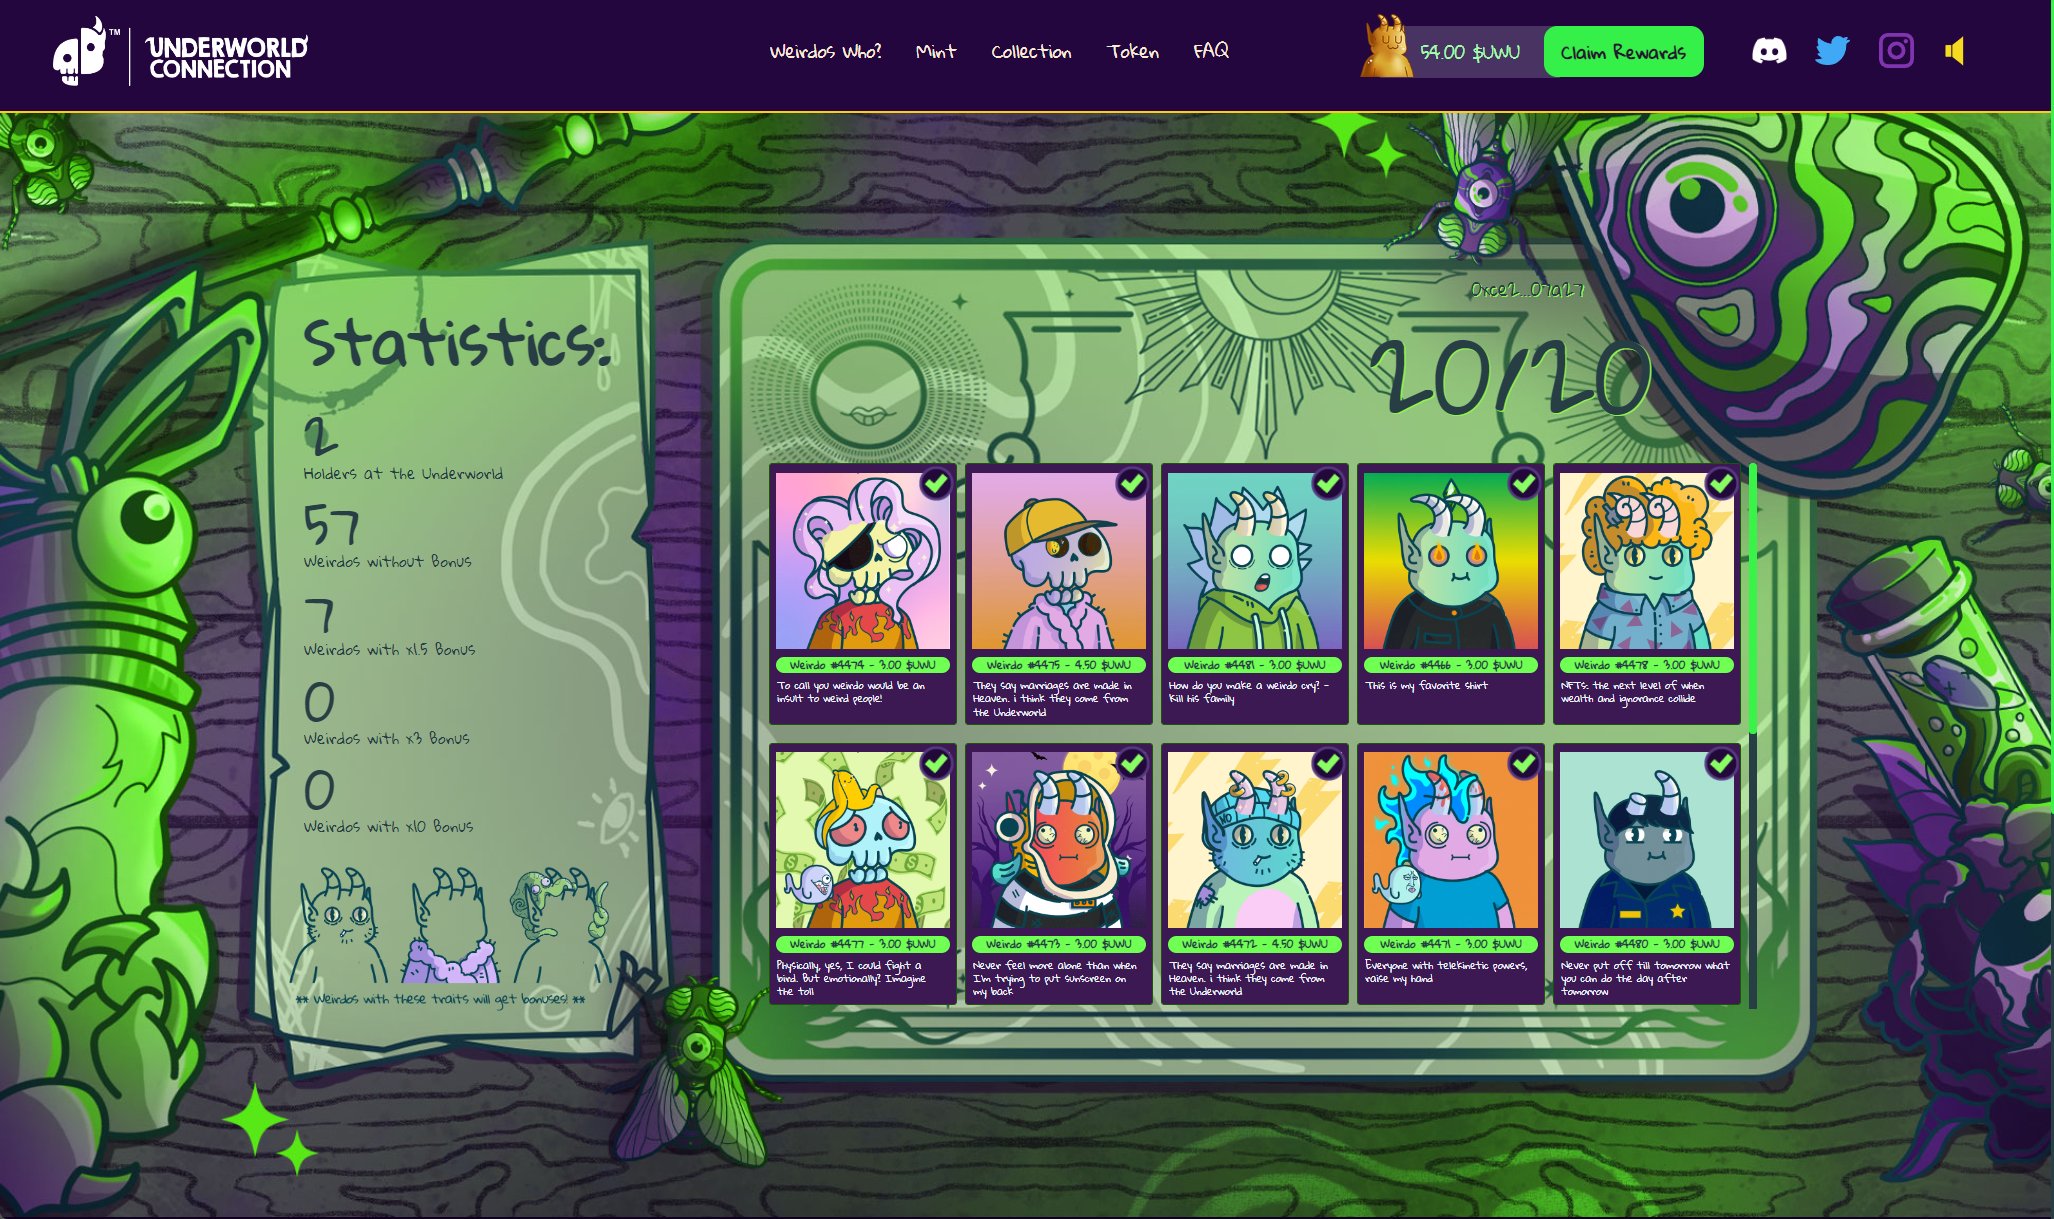 UNDERWORLD
CONNECTION
TM
Weirdos Who?
Mint
Collection
Token
FAQ
54.00 $UWU
Claim Rewards
Statistics:
2
Holders at the Underworld
57
Weirdos without Bonus
7
Weirdos with x1.5 Bonus
0
Weirdos with x3 Bonus
0
Weirdos with x10 Bonus
** Weirdos with these traits will get bonuses! **
0xce2...07a27
20/20
Weirdo #4474 - 3.00 $UWU
To call you weirdo would be an
insult to weird people!
Weirdo #4475 - 4.50 $UWU
They say marriages are made in
Heaven. i think they come from
the Underworld
Weirdo #4481 - 3.00 $UWU
How do you make a weirdo cry? -
Kill his family
Weirdo #4466 - 3.00 $UWU
This is my favorite shirt
Weirdo #4478 - 3.00 $UWU
NFTs: the next level of when
wealth and ignorance collide
Weirdo #4477 - 3.00 $UWU
Physically, yes, I could fight a
bird. But emotionally? Imagine
the toll
Weirdo #4473 - 3.00 $UWU
Never feel more alone than when
I'm trying to put sunscreen on
my back
NO
Weirdo #4472 - 4.50 $UWU
They say marriages are made in
Heaven. i think they come from
the Underworld
Weirdo #4471 - 3.00 $UWU
Everyone with telekinetic powers,
raise my hand
Weirdo #4480 - 3.00 $UWU
Never put off till tomorrow what
you can do the day after
tomorrow